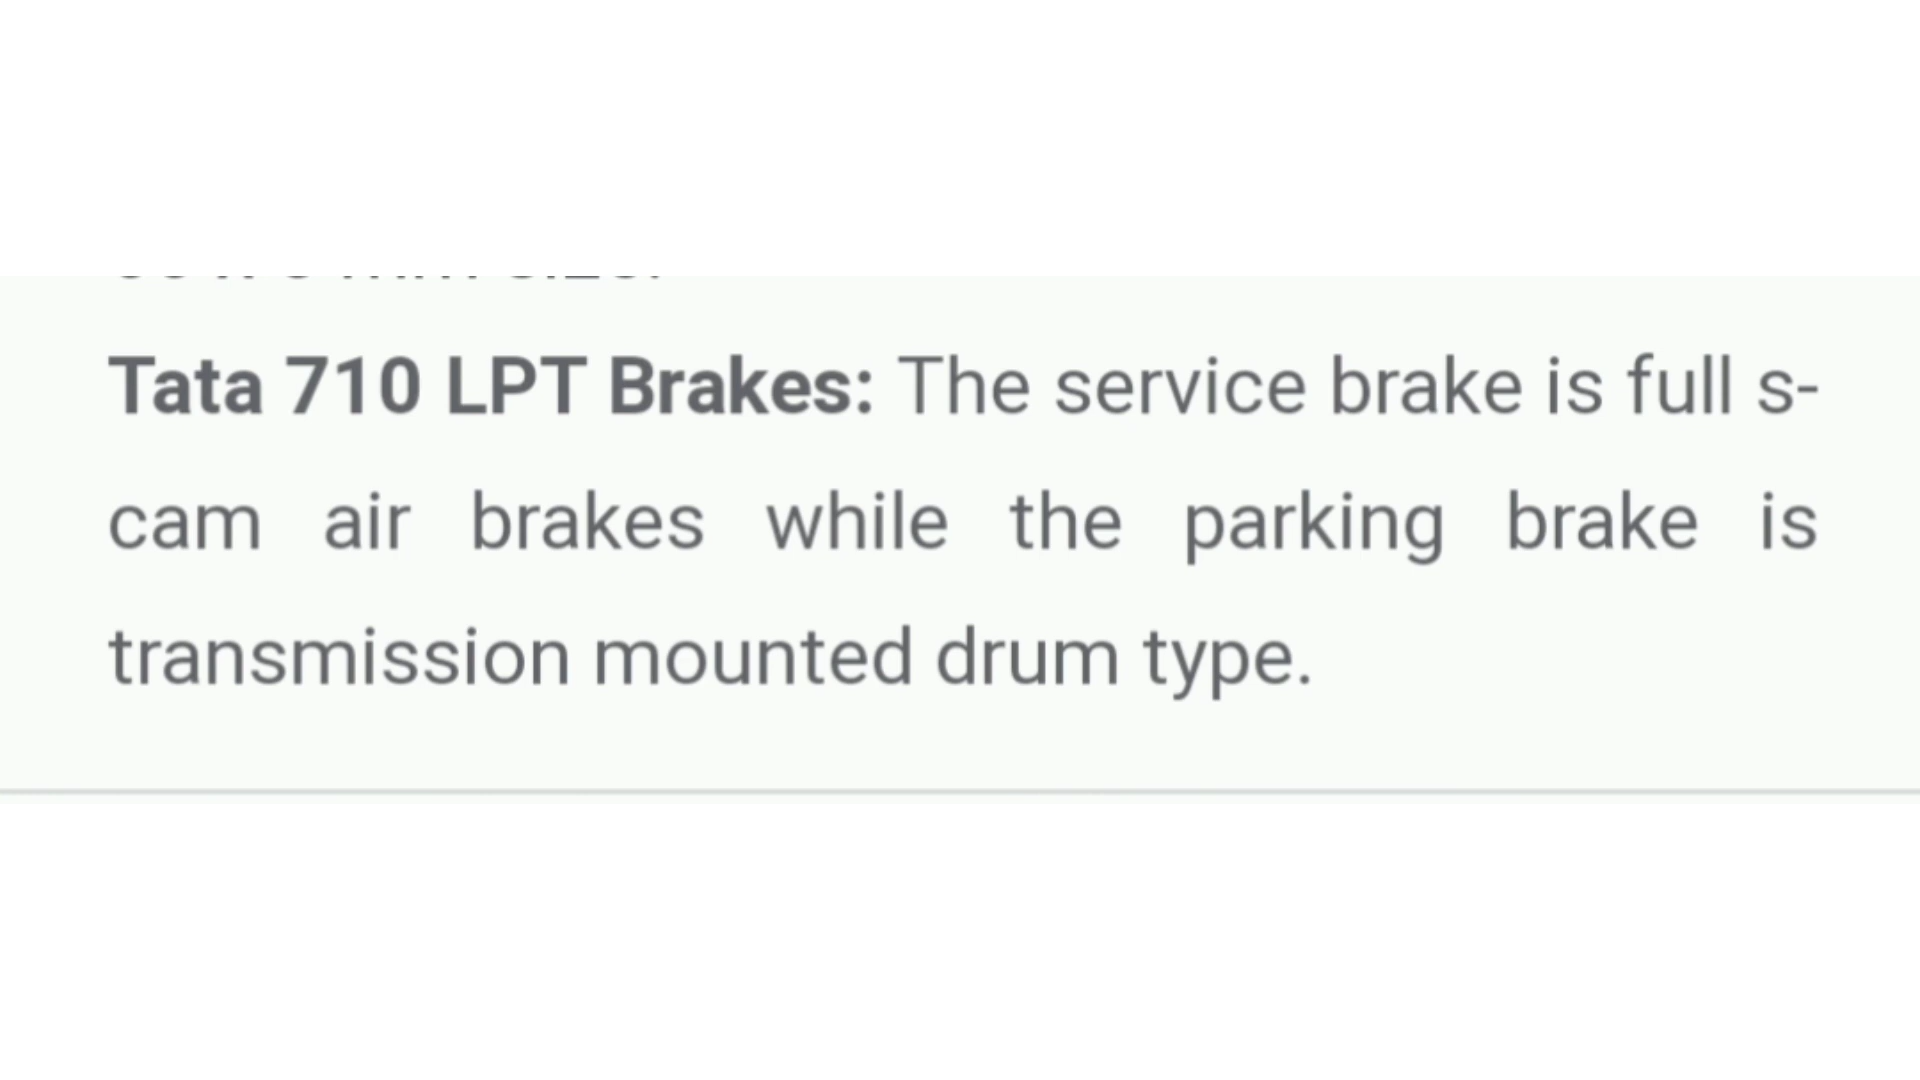 Tata 710 LPT Brakes: The service brake is full s-
cam air brakes while the parking brake is
transmission mounted drum type.